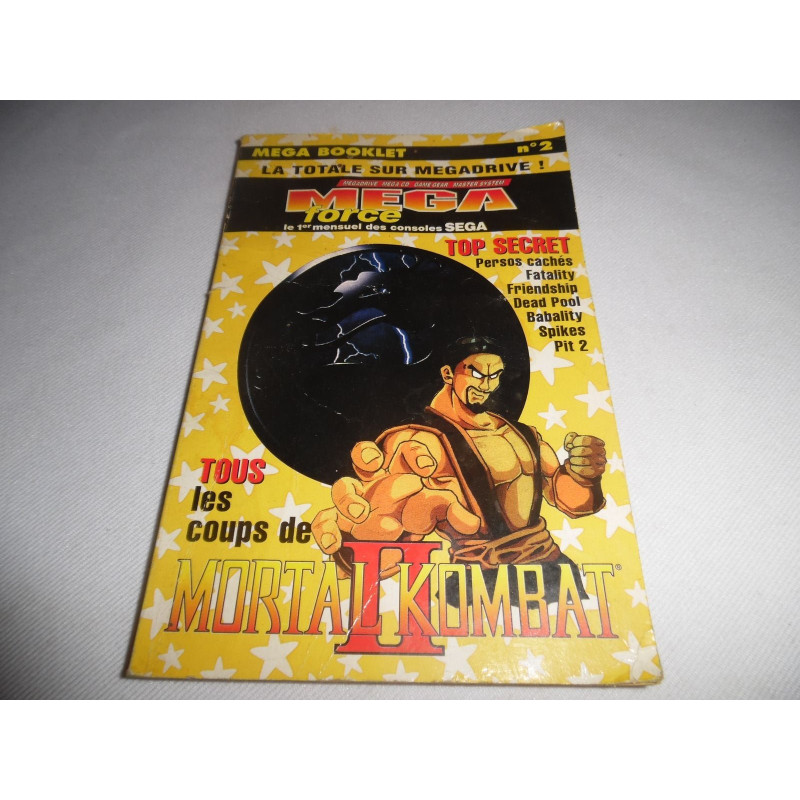 MEGA BOOKLET n°2
LA TOTALE SUR MEGADRIVE !
MEGADRIVE MEGA CD GAME GEAR MASTER SYSTEM
MEGA
force
le 1er mensuel des consoles SEGA
TOP SECRET
Persos cachés
Fatality
Friendship
Dead Pool
Babality
Spikes
Pit 2
TOUS
les
coups de
MORTAL KOMBAT®
II